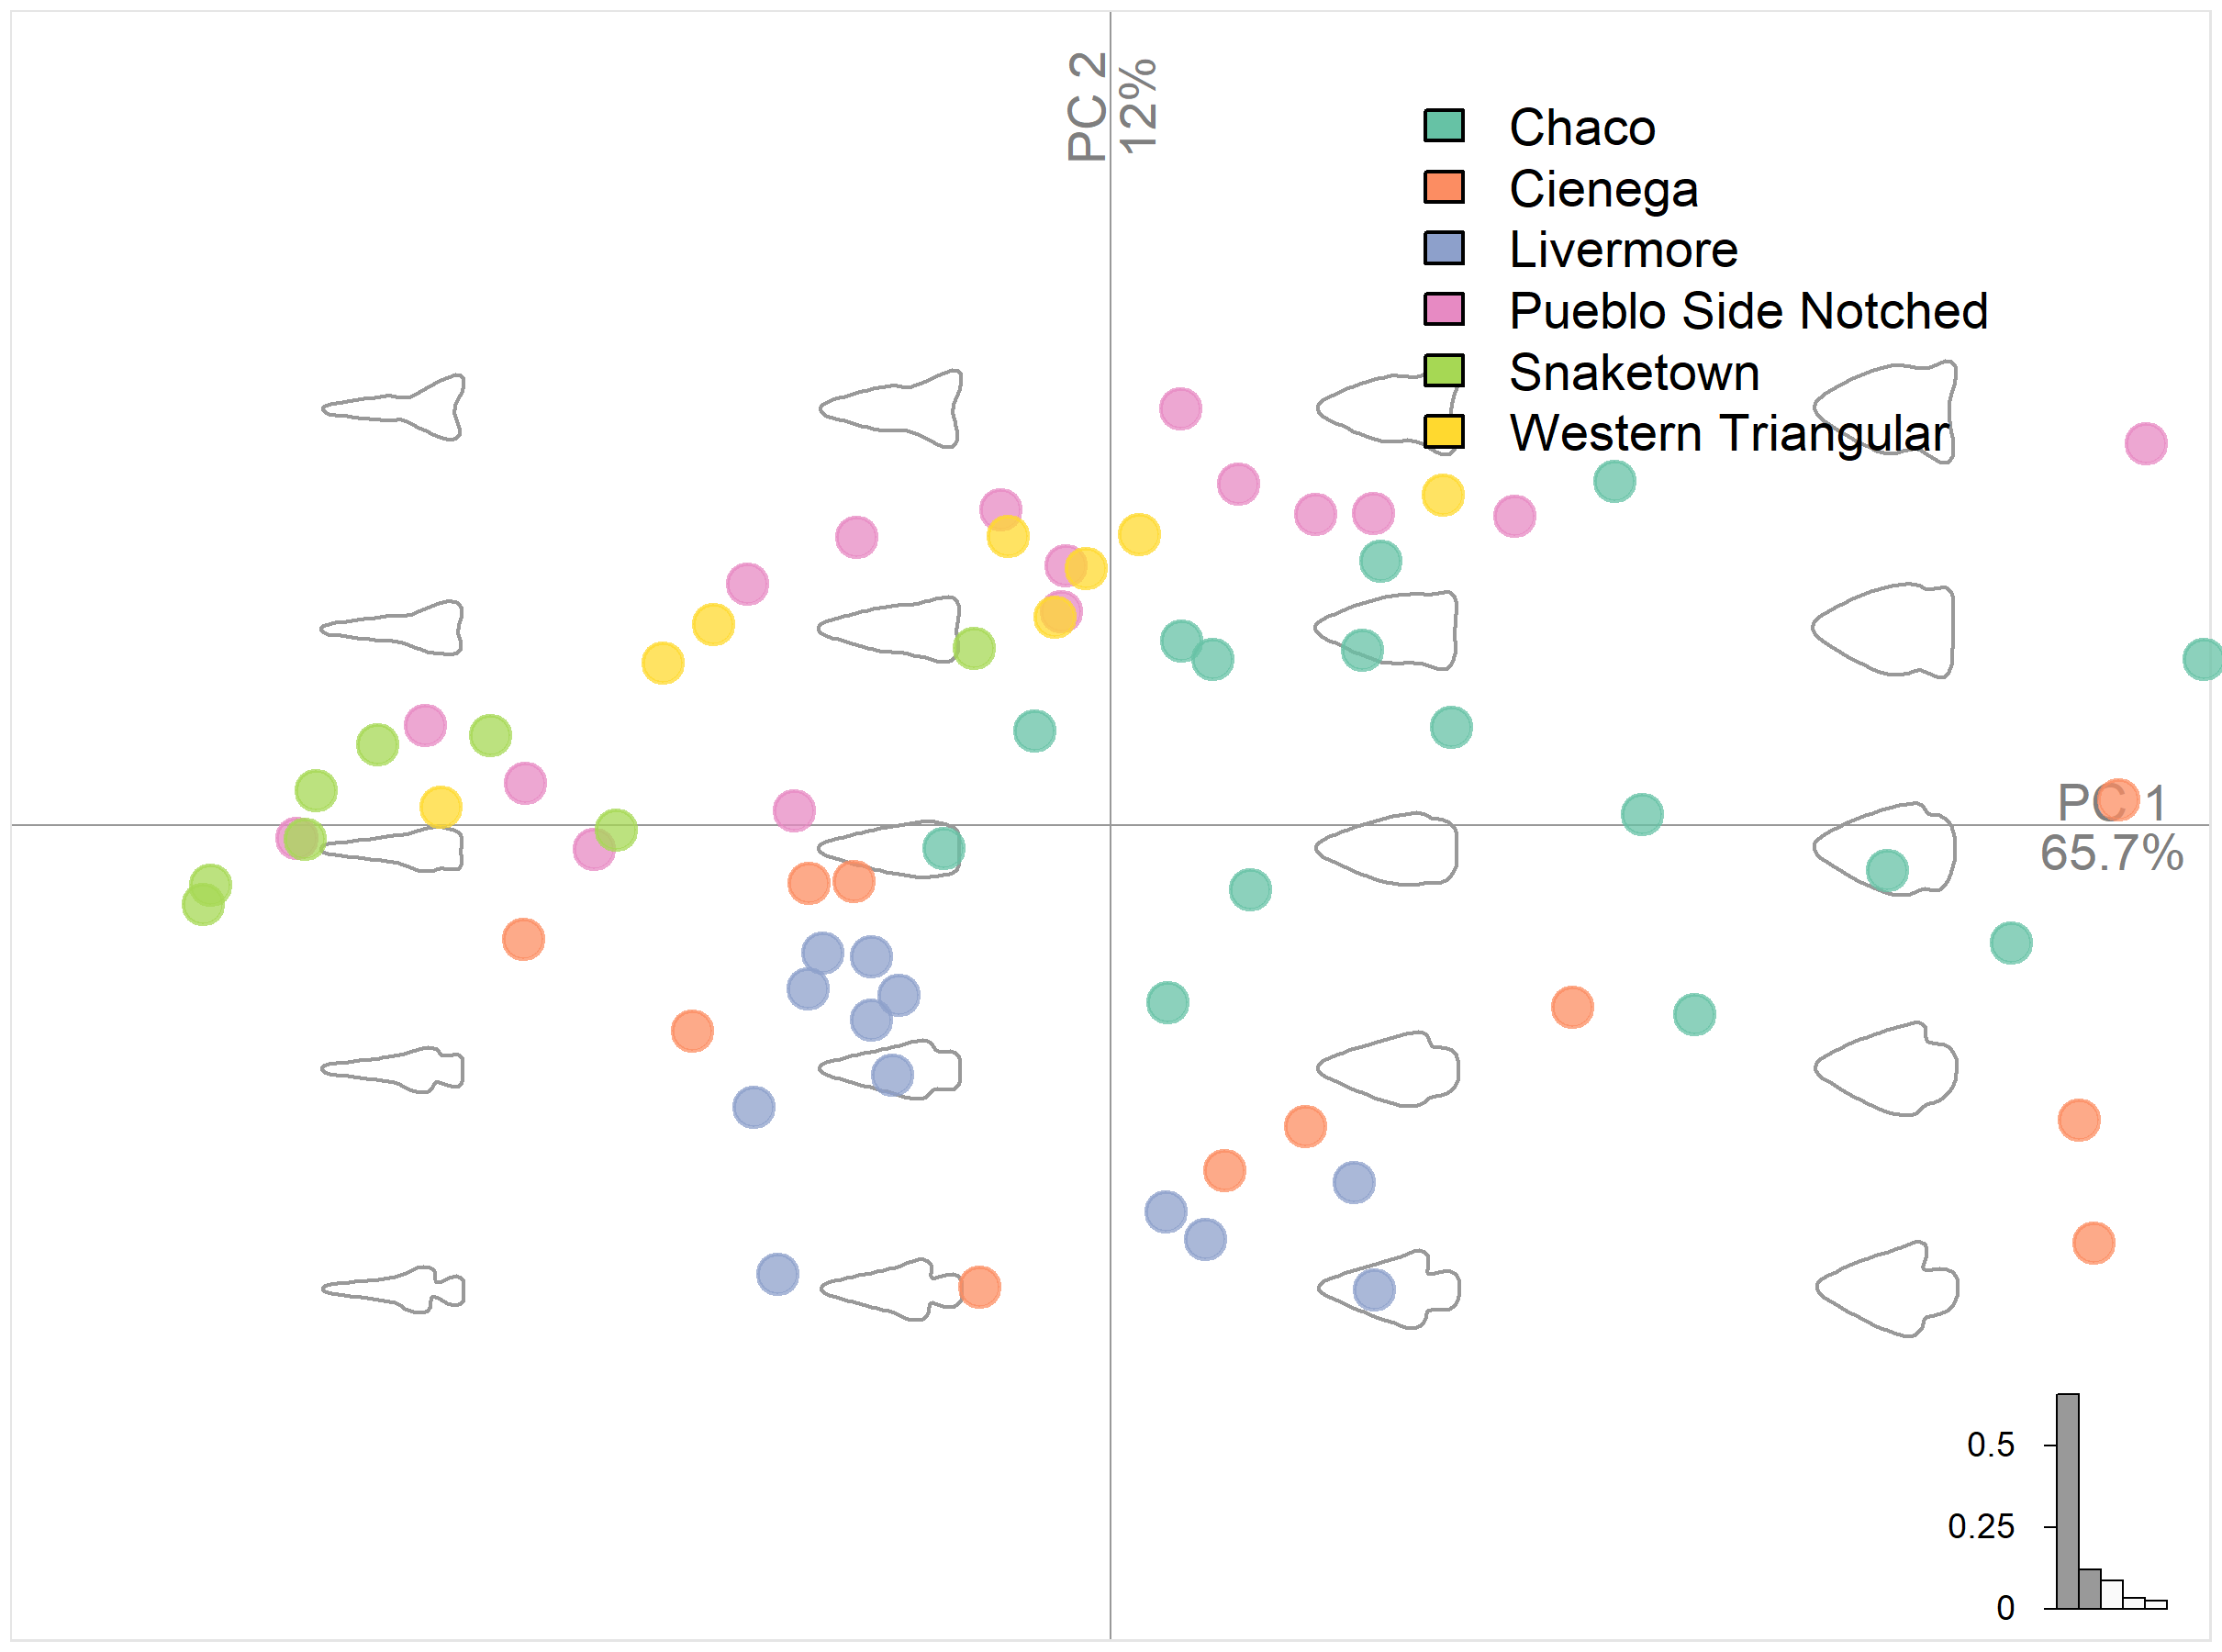 PC 2
12%
Chaco
Cienega
Livermore
Pueblo Side Notched
Snaketown
Western Triangular
PC 1
65.7%
0.5
0.25
0